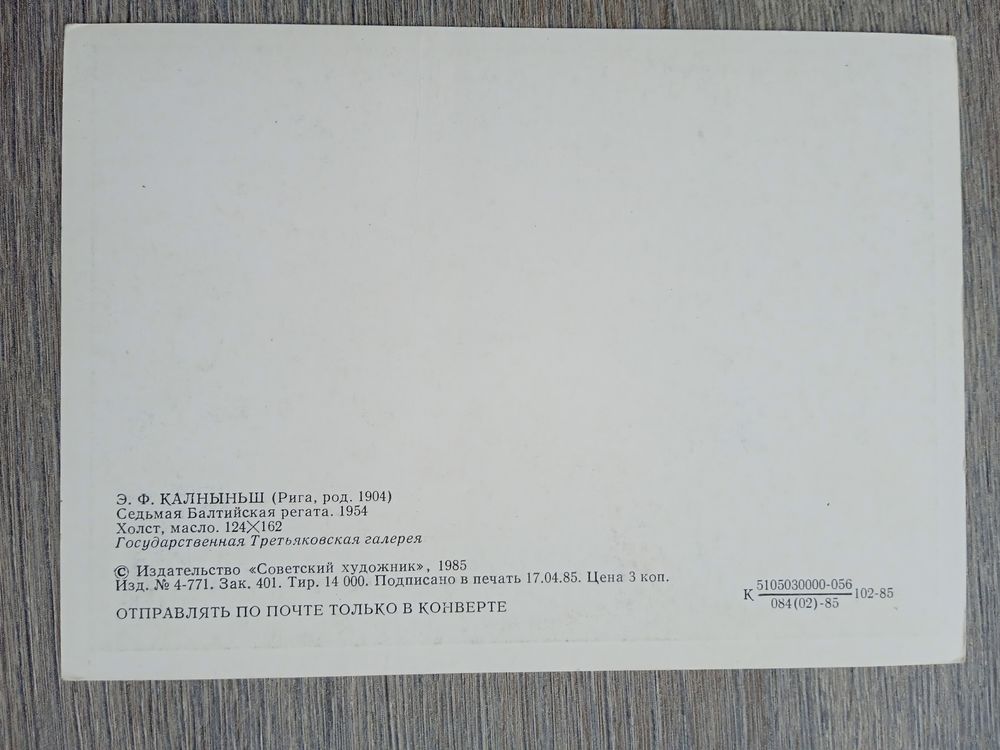 Э. Ф. КАЛНЫНЬШ (Рига, род. 1904)
Седьмая Балтийская регата. 1954
Холст, масло. 124×162
Государственная Третьяковская галерея
© Издательство «Советский художник», 1985
Изд. № 4-771. Зак. 401. Тир. 14 000. Подписано в печать 17.04.85. Цена 3 коп.
ОТПРАВЛЯТЬ ПО ПОЧТЕ ТОЛЬКО В КОНВЕРТЕ
5105030000-056
К 102-85
084(02)-85